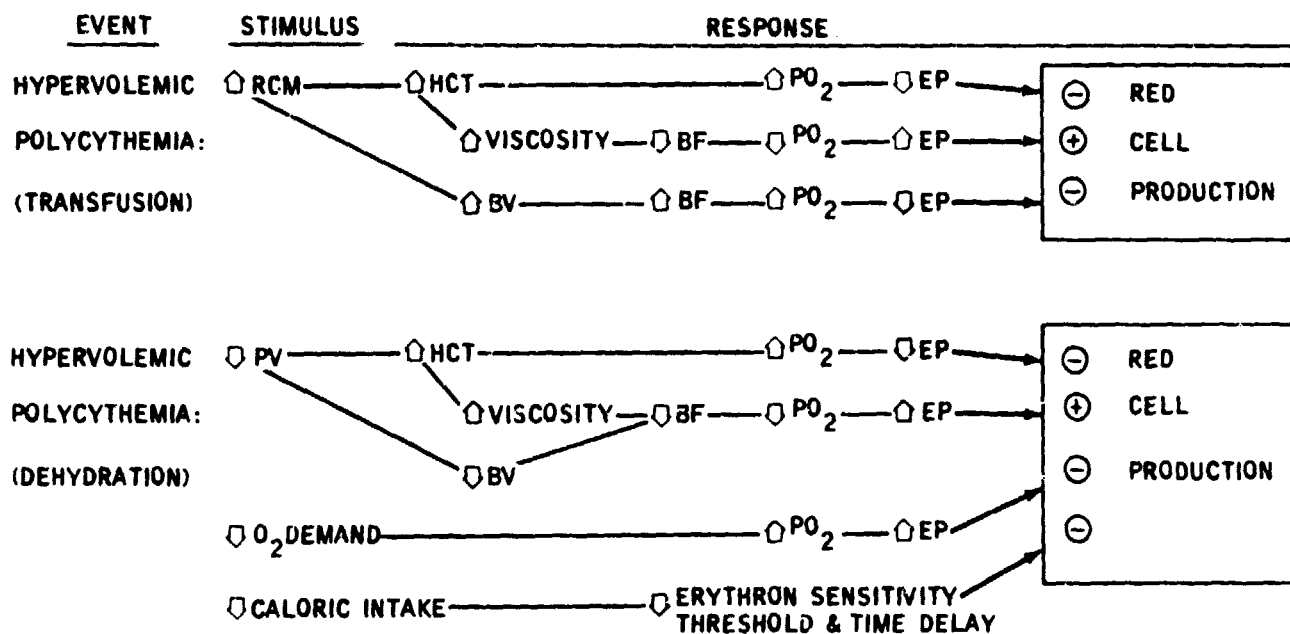 EVENT STIMULUS RESPONSE
HYPERVOLEMIC ⇧ RCM ⇧ HCT ⇧ PO₂ ⇩ EP ⊖ RED
POLYCYTHEMIA: ⇧ VISCOSITY ⇩ BF ⇩ PO₂ ⇧ EP ⊕ CELL
(TRANSFUSION) ⇧ BV ⇧ BF ⇧ PO₂ ⇩ EP ⊖ PRODUCTION
HYPERVOLEMIC ⇩ PV ⇧ HCT ⇧ PO₂ ⇩ EP ⊖ RED
POLYCYTHEMIA: ⇧ VISCOSITY ⇩ BF ⇩ PO₂ ⇧ EP ⊕ CELL
(DEHYDRATION) ⇩ BV ⊖ PRODUCTION
⇩ O₂ DEMAND ⇧ PO₂ ⇧ EP ⊖
⇩ CALORIC INTAKE ⇩ ERYTHRON SENSITIVITY
THRESHOLD & TIME DELAY